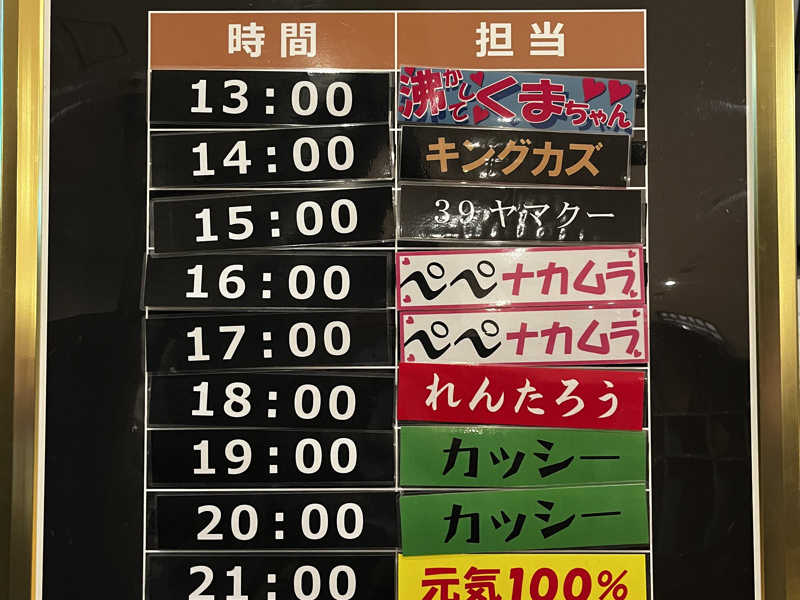 時間 担当
13:00 沸かしてくまちゃん
14:00 キングカズ
15:00 39ヤマクー
16:00 ペペナカムラ
17:00 ペペナカムラ
18:00 れんたろう
19:00 カッシー
20:00 カッシー
21:00 元気100%